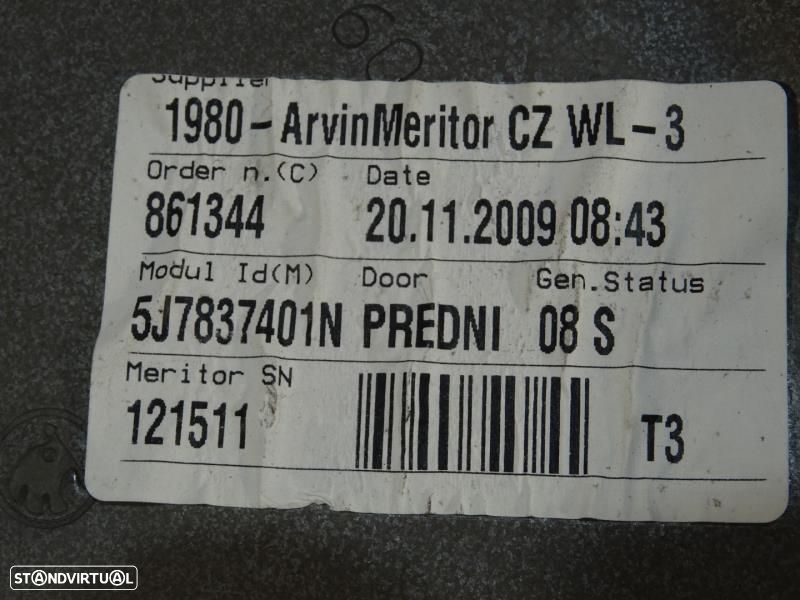 Supplier
1980-ArvinMeritor CZ WL-3
Order n.(C) Date
861344 20.11.2009 08:43
Modul Id(M) Door Gen.Status
5J7837401N PREDNI 08 S
Meritor SN
121511 T3
STANDVIRTUAL